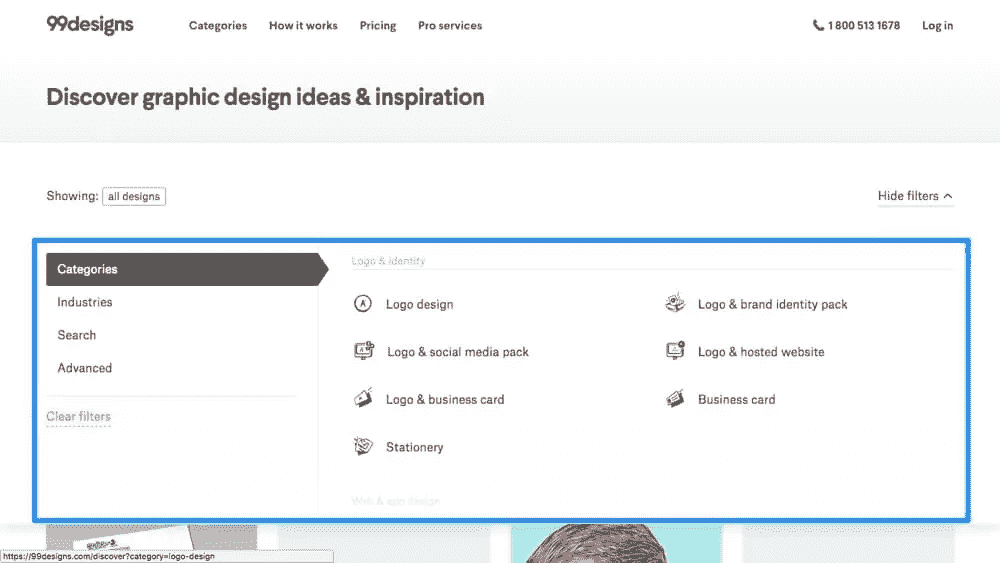 99designs Categories How it works Pricing Pro services 1 800 513 1678 Log in
Discover graphic design ideas & inspiration
Showing: all designs Hide filters
Categories
Industries
Search
Advanced
Clear filters
Logo & identity
Logo design Logo & brand identity pack
Logo & social media pack Logo & hosted website
Logo & business card Business card
Stationery
Web & app design
https://99designs.com/discover?category=logo-design